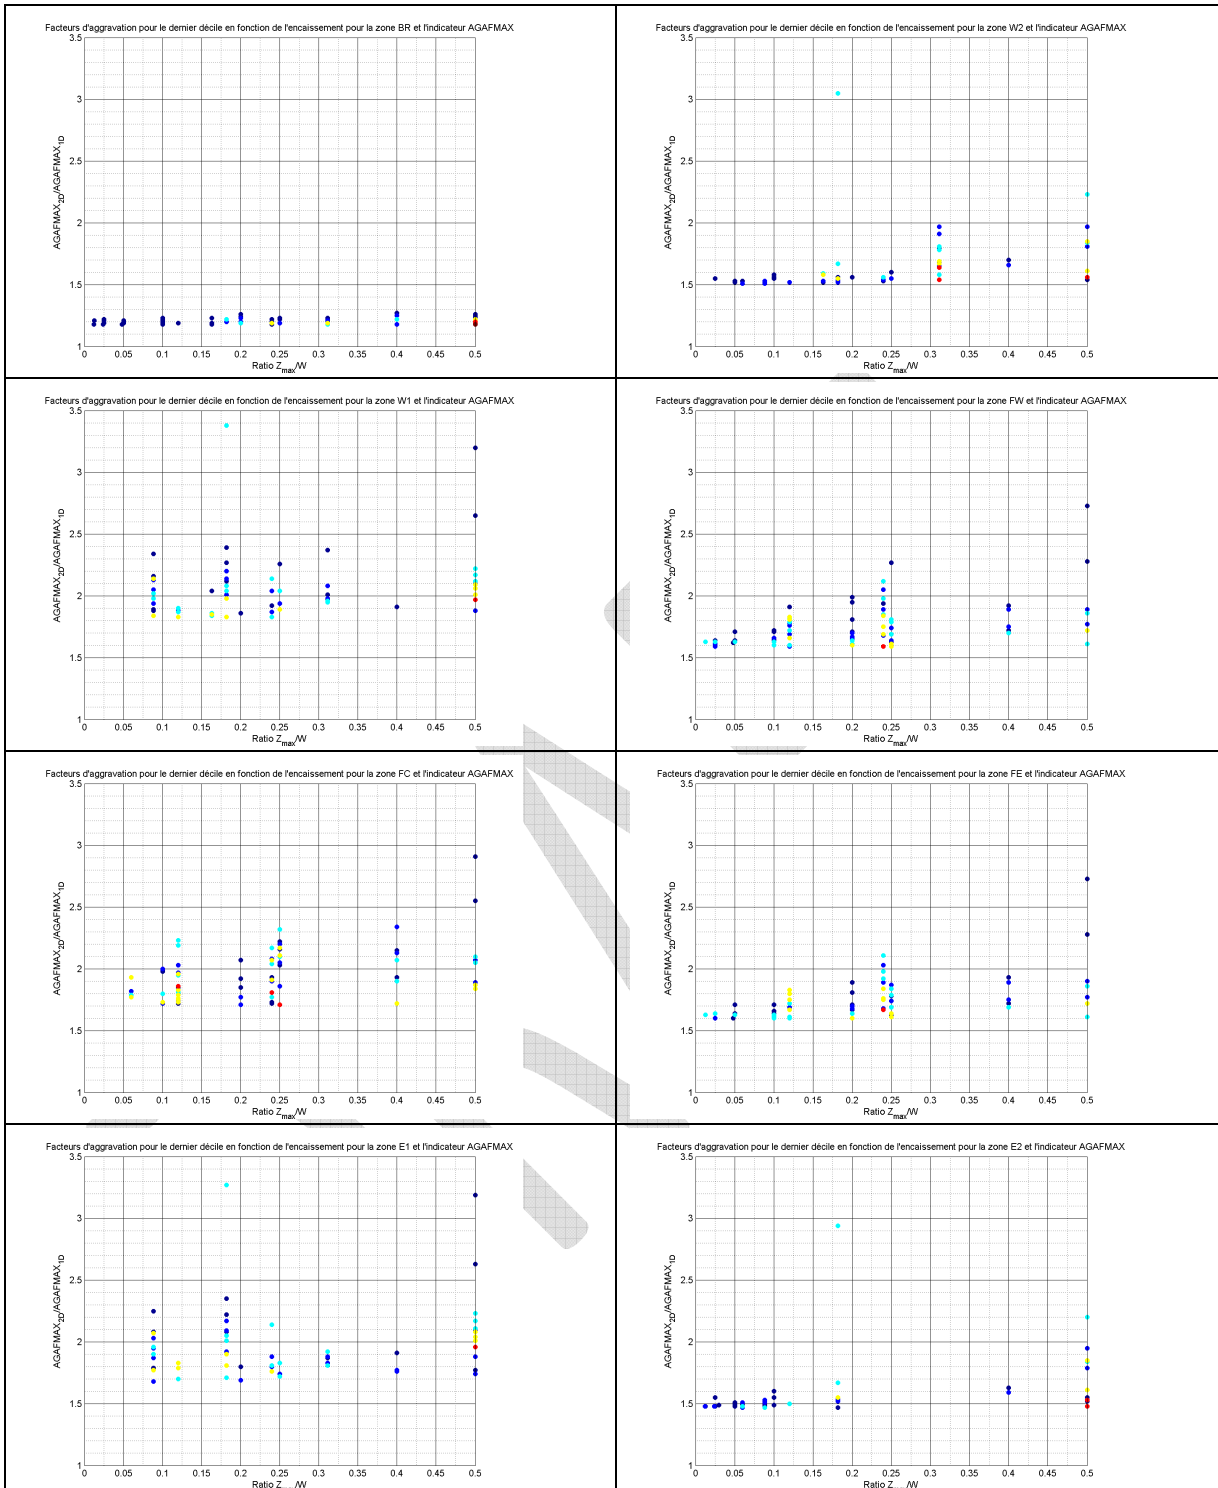 Facteurs d'aggravation pour le dernier décile en fonction de l'encaissement pour la zone BR et l'indicateur AGAFMAX
3.5
3
2.5
2
1.5
1
AGAFMAX2D/AGAFMAX1D
0 0.05 0.1 0.15 0.2 0.25 0.3 0.35 0.4 0.45 0.5
Ratio Zmax/W
Facteurs d'aggravation pour le dernier décile en fonction de l'encaissement pour la zone W2 et l'indicateur AGAFMAX
3.5
3
2.5
2
1.5
1
AGAFMAX2D/AGAFMAX1D
0 0.05 0.1 0.15 0.2 0.25 0.3 0.35 0.4 0.45 0.5
Ratio Zmax/W
Facteurs d'aggravation pour le dernier décile en fonction de l'encaissement pour la zone W1 et l'indicateur AGAFMAX
3.5
3
2.5
2
1.5
1
AGAFMAX2D/AGAFMAX1D
0 0.05 0.1 0.15 0.2 0.25 0.3 0.35 0.4 0.45 0.5
Ratio Zmax/W
Facteurs d'aggravation pour le dernier décile en fonction de l'encaissement pour la zone FW et l'indicateur AGAFMAX
3.5
3
2.5
2
1.5
1
AGAFMAX2D/AGAFMAX1D
0 0.05 0.1 0.15 0.2 0.25 0.3 0.35 0.4 0.45 0.5
Ratio Zmax/W
Facteurs d'aggravation pour le dernier décile en fonction de l'encaissement pour la zone FC et l'indicateur AGAFMAX
3.5
3
2.5
2
1.5
1
AGAFMAX2D/AGAFMAX1D
0 0.05 0.1 0.15 0.2 0.25 0.3 0.35 0.4 0.45 0.5
Ratio Zmax/W
Facteurs d'aggravation pour le dernier décile en fonction de l'encaissement pour la zone FE et l'indicateur AGAFMAX
3.5
3
2.5
2
1.5
1
AGAFMAX2D/AGAFMAX1D
0 0.05 0.1 0.15 0.2 0.25 0.3 0.35 0.4 0.45 0.5
Ratio Zmax/W
Facteurs d'aggravation pour le dernier décile en fonction de l'encaissement pour la zone E1 et l'indicateur AGAFMAX
3.5
3
2.5
2
1.5
1
AGAFMAX2D/AGAFMAX1D
0 0.05 0.1 0.15 0.2 0.25 0.3 0.35 0.4 0.45 0.5
Ratio Z /W
Facteurs d'aggravation pour le dernier décile en fonction de l'encaissement pour la zone E2 et l'indicateur AGAFMAX
3.5
3
2.5
2
1.5
1
AGAFMAX2D/AGAFMAX1D
0 0.05 0.1 0.15 0.2 0.25 0.3 0.35 0.4 0.45 0.5
Ratio Z /W